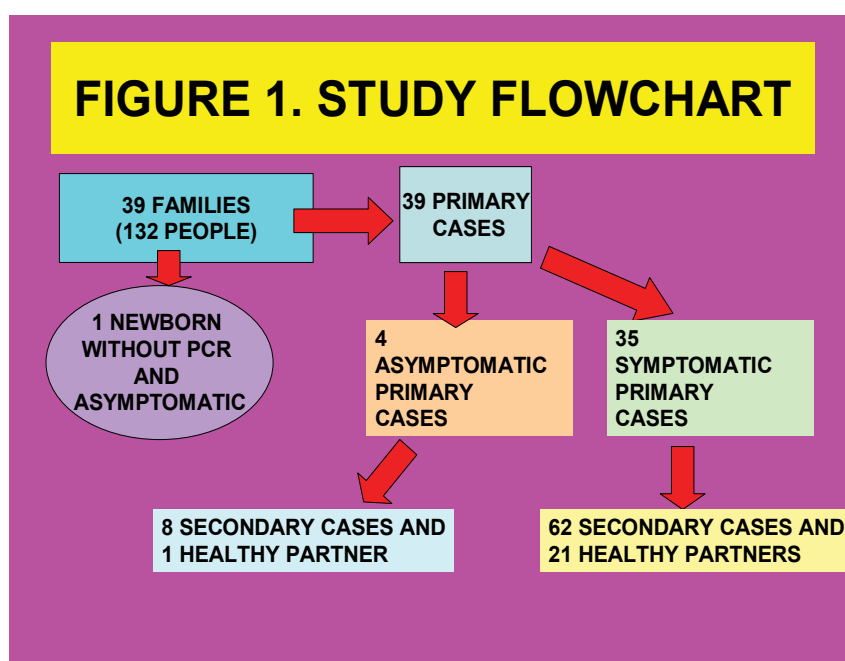 FIGURE 1. STUDY FLOWCHART
39 FAMILIES
(132 PEOPLE)
39 PRIMARY
CASES
1 NEWBORN
WITHOUT PCR
AND
ASYMPTOMATIC
4
ASYMPTOMATIC
PRIMARY
CASES
35
SYMPTOMATIC
PRIMARY
CASES
8 SECONDARY CASES AND
1 HEALTHY PARTNER
62 SECONDARY CASES AND
21 HEALTHY PARTNERS